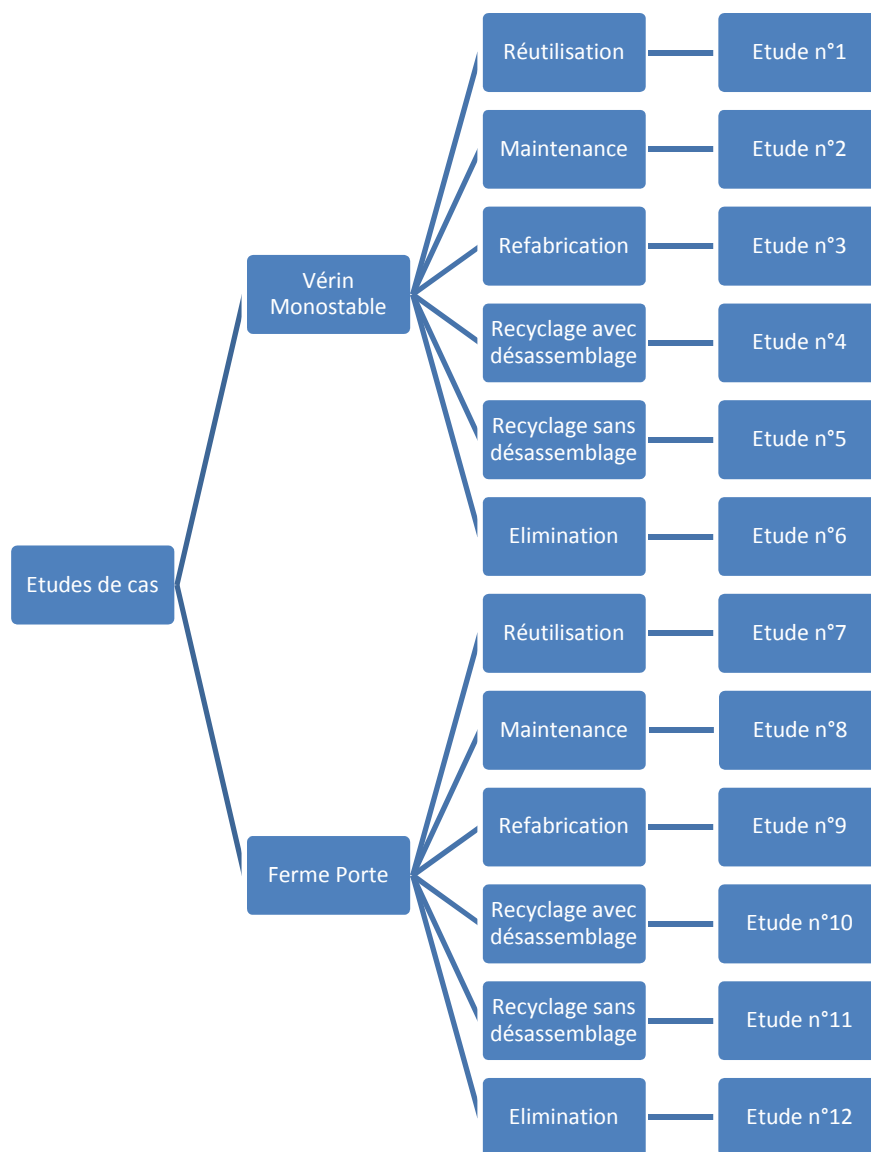 Etudes de cas
Vérin
Monostable
Réutilisation
Etude n°1
Maintenance
Etude n°2
Refabrication
Etude n°3
Recyclage avec
désassemblage
Etude n°4
Recyclage sans
désassemblage
Etude n°5
Elimination
Etude n°6
Ferme Porte
Réutilisation
Etude n°7
Maintenance
Etude n°8
Refabrication
Etude n°9
Recyclage avec
désassemblage
Etude n°10
Recyclage sans
désassemblage
Etude n°11
Elimination
Etude n°12